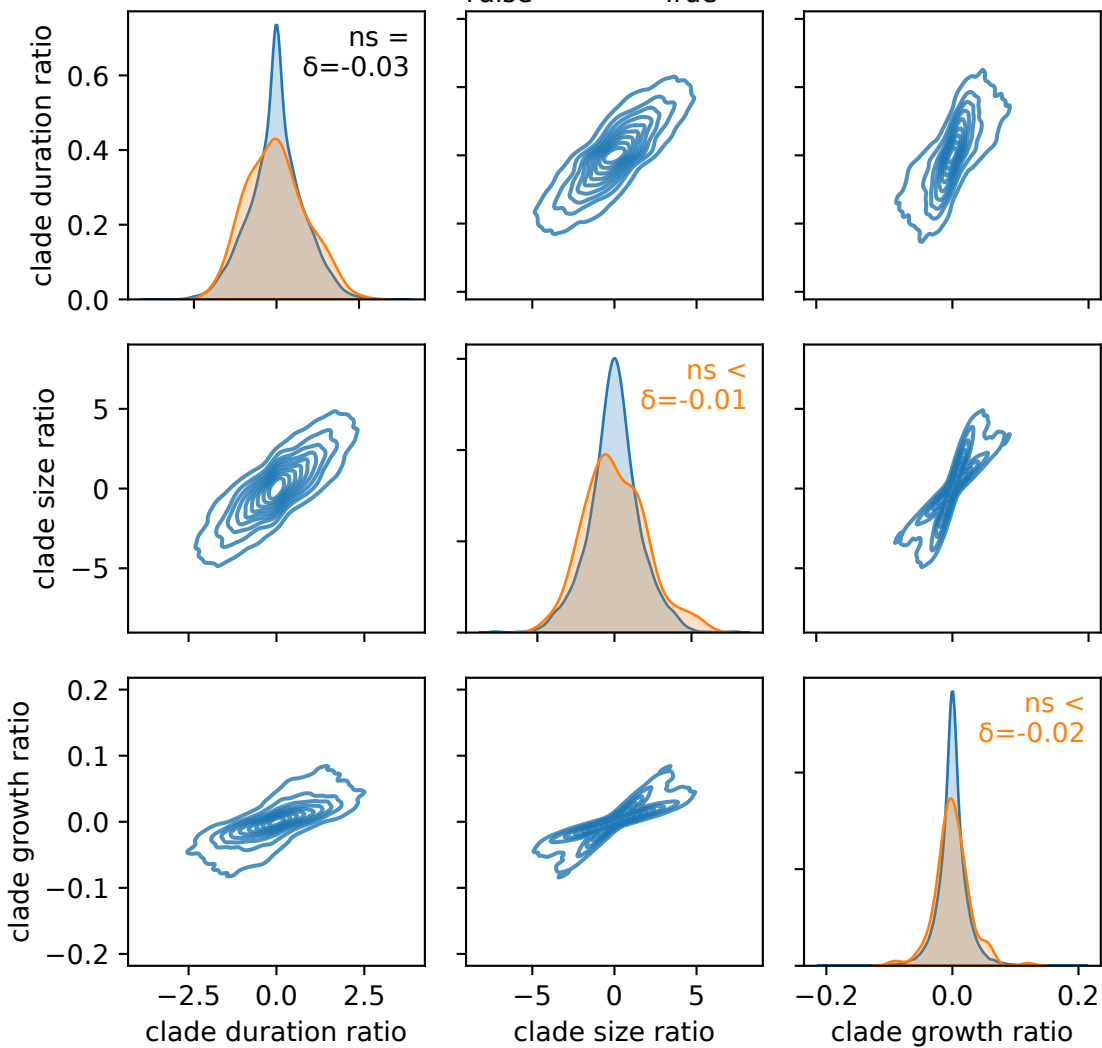 clade duration ratio
0.6
0.4
0.2
0.0
ns =
δ=-0.03
clade size ratio
5
0
−5
ns <
δ=-0.01
clade growth ratio
0.2
0.1
0.0
−0.1
−0.2
ns <
δ=-0.02
−2.5 0.0 2.5
−5 0 5
−0.2 0.0 0.2
clade duration ratio
clade size ratio
clade growth ratio